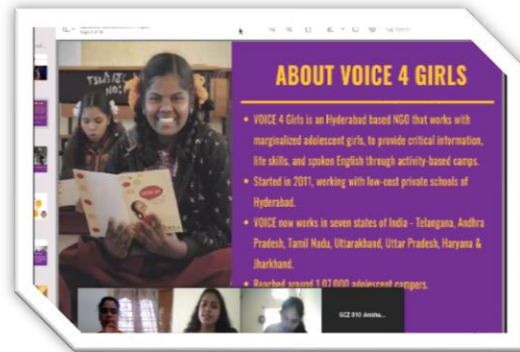 ABOUT VOICE 4 GIRLS
• VOICE 4 Girls is an Hyderabad based NGO that works with
marginalized adolescent girls, to provide critical information,
life skills, and spoken English through activity-based camps.
• Started in 2011, working with low-cost private schools of
Hyderabad.
• VOICE now works in seven states of India - Telangana, Andhra
Pradesh, Tamil Nadu, Uttarakhand, Uttar Pradesh, Haryana &
Jharkhand.
• Reached around 1,07,000 adolescent campers.